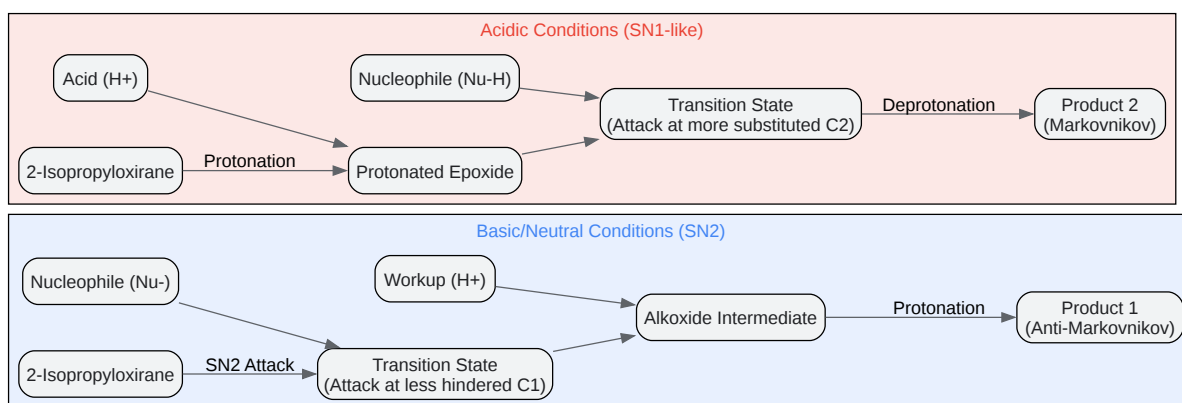 Acidic Conditions (SN1-like)
Acid (H+)
Nucleophile (Nu-H)
Transition State
(Attack at more substituted C2)
Deprotonation
Product 2
(Markovnikov)
2-Isopropyloxirane
Protonation
Protonated Epoxide
Basic/Neutral Conditions (SN2)
Nucleophile (Nu-)
Workup (H+)
Alkoxide Intermediate
Protonation
Product 1
(Anti-Markovnikov)
2-Isopropyloxirane
SN2 Attack
Transition State
(Attack at less hindered C1)